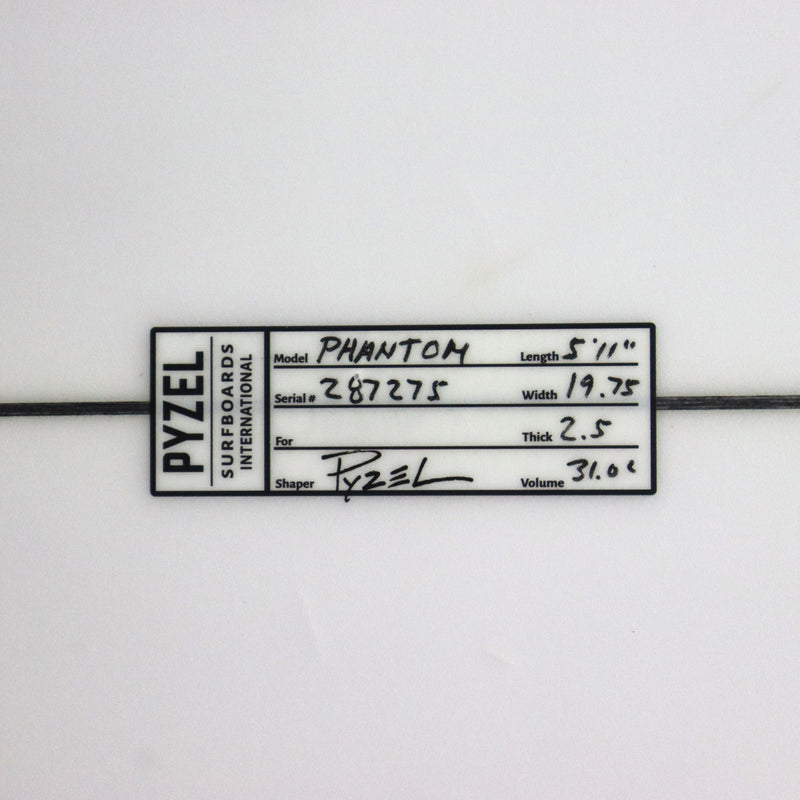 PYZEL
SURFBOARDS
INTERNATIONAL
Model PHANTOM Length 5'11"
Serial# 287275 Width 19.75
For Thick 2.5
Shaper PYZEL Volume 31.0